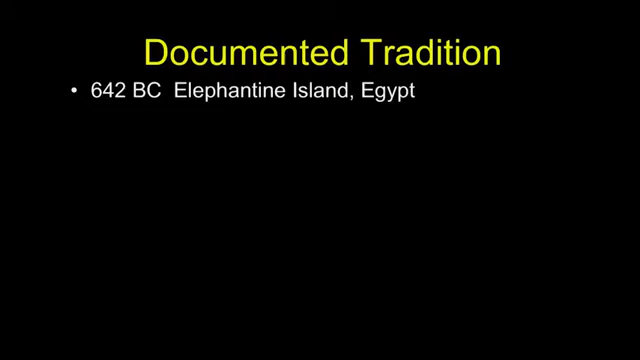 Documented Tradition
• 642 BC Elephantine Island, Egypt